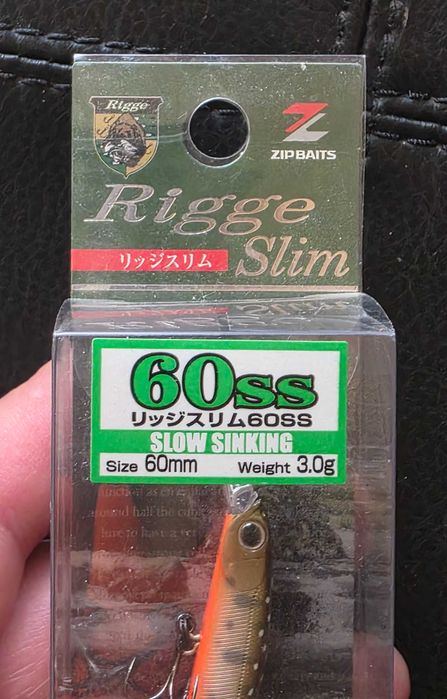 Rigge
ZIPBAITS
Rigge
リッジスリム
Slim
60SS
リッジスリム60SS
SLOW SINKING
Size 60mm Weight 3.0g